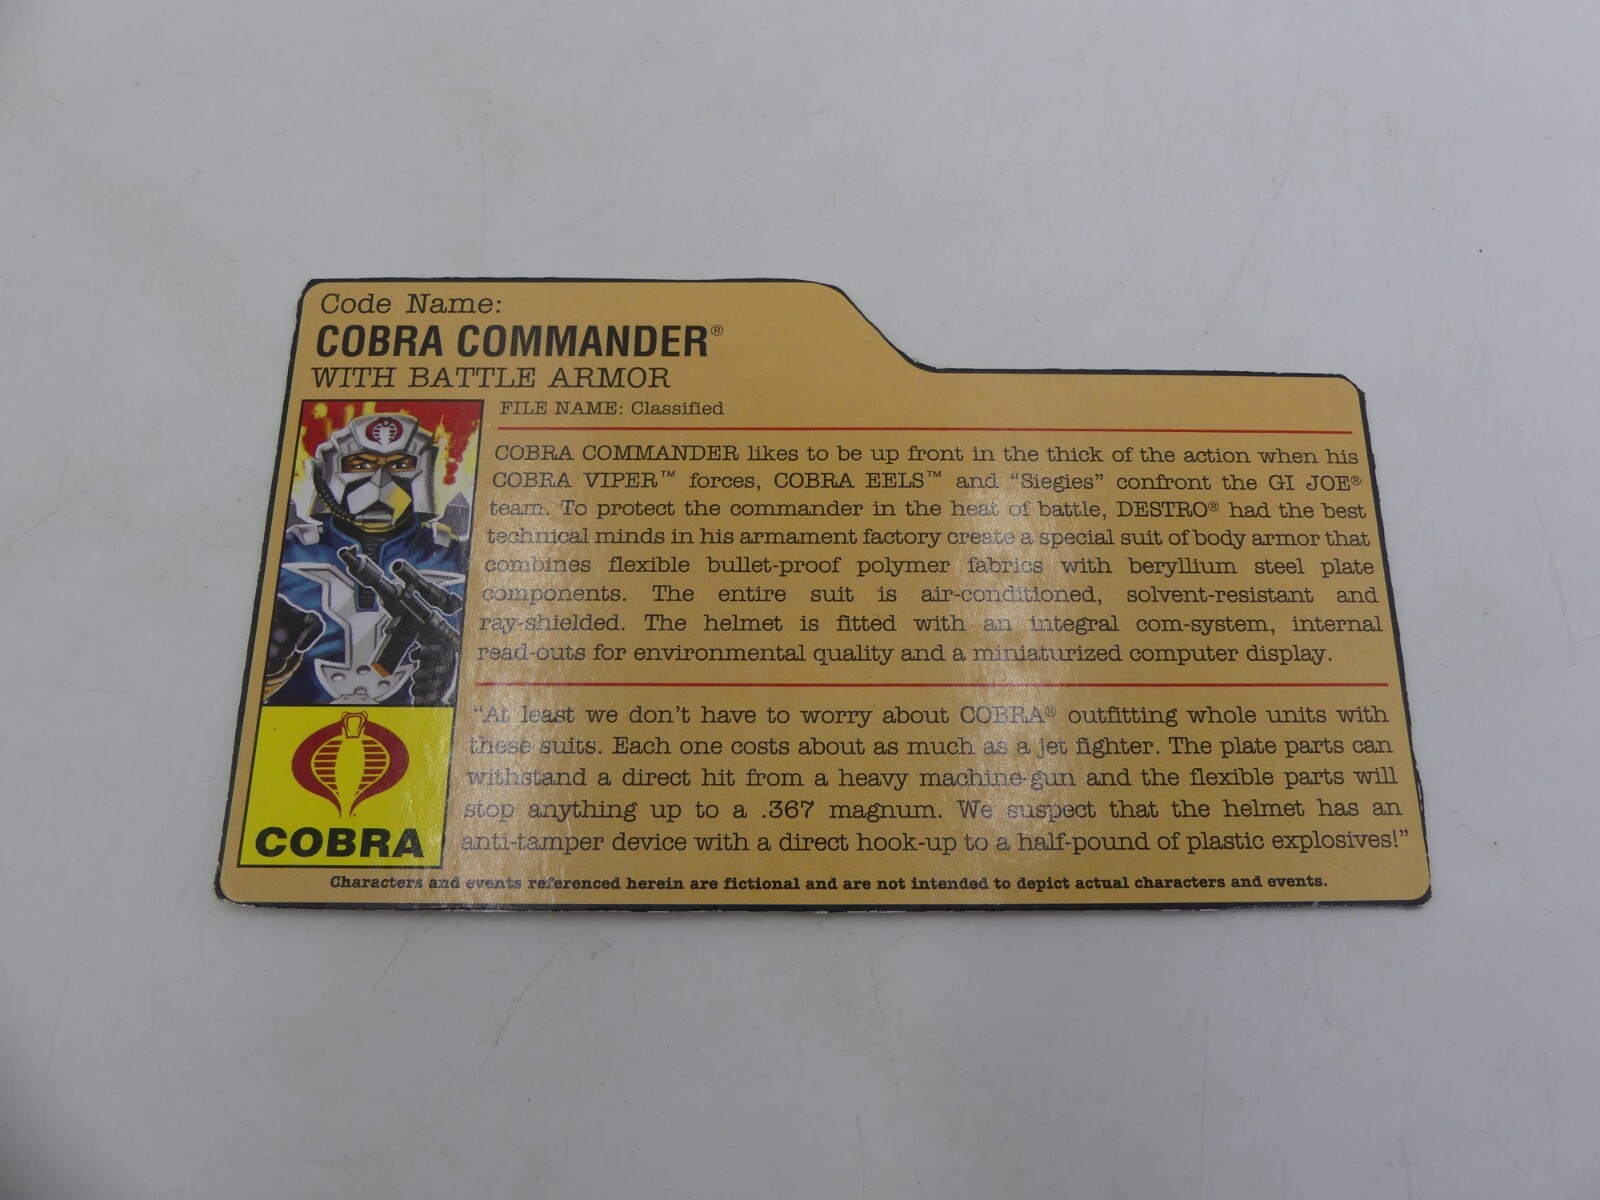 Code Name:
COBRA COMMANDER®
WITH BATTLE ARMOR
FILE NAME: Classified
COBRA COMMANDER likes to be up front in the thick of the action when his
COBRA VIPER™ forces, COBRA EELS™ and “Siegies” confront the GI JOE®
team. To protect the commander in the heat of battle, DESTRO® had the best
technical minds in his armament factory create a special suit of body armor that
combines flexible bullet-proof polymer fabrics with beryllium steel plate
components. The entire suit is air-conditioned, solvent-resistant and
ray-shielded. The helmet is fitted with an integral com-system, internal
read-outs for environmental quality and a miniaturized computer display.
“At least we don’t have to worry about COBRA® outfitting whole units with
these suits. Each one costs about as much as a jet fighter. The plate parts can
withstand a direct hit from a heavy machine-gun and the flexible parts will
stop anything up to a .367 magnum. We suspect that the helmet has an
anti-tamper device with a direct hook-up to a half-pound of plastic explosives!”
COBRA
Characters and events referenced herein are fictional and are not intended to depict actual characters and events.